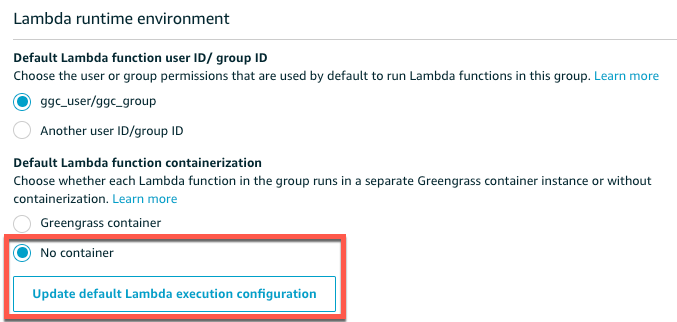 Lambda runtime environment
Default Lambda function user ID/ group ID
Choose the user or group permissions that are used by default to run Lambda functions in this group. Learn more
ggc_user/ggc_group
Another user ID/group ID
Default Lambda function containerization
Choose whether each Lambda function in the group runs in a separate Greengrass container instance or without
containerization. Learn more
Greengrass container
No container
Update default Lambda execution configuration